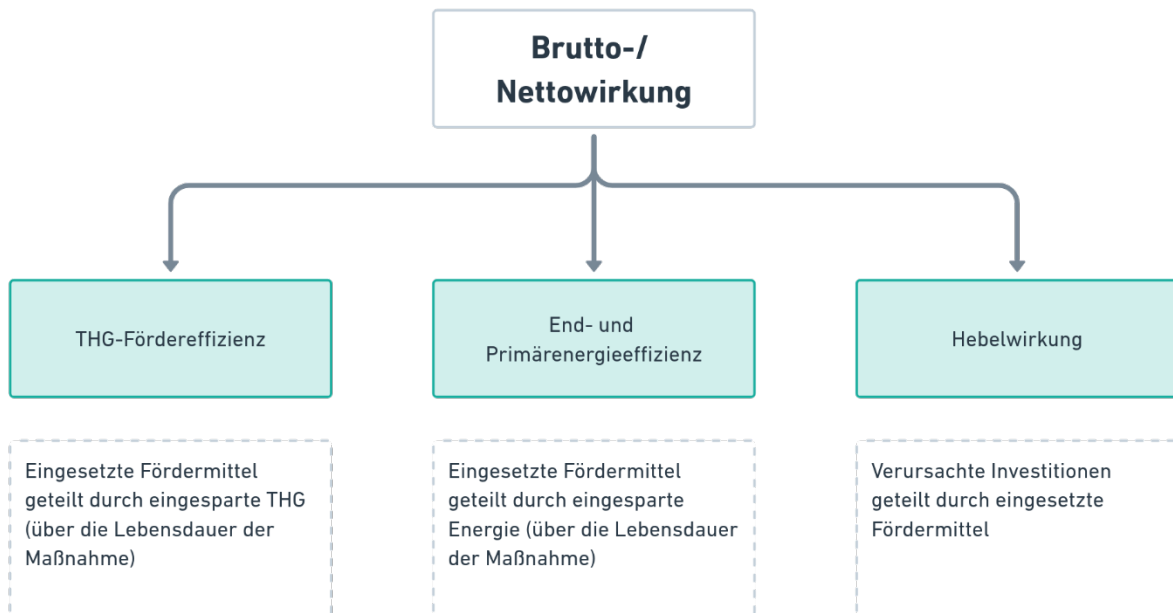 Brutto-/
Nettowirkung
THG-Fördereffizienz
End- und
Primärenergieeffizienz
Hebelwirkung
Eingesetzte Fördermittel
geteilt durch eingesparte THG
(über die Lebensdauer der
Maßnahme)
Eingesetzte Fördermittel
geteilt durch eingesparte
Energie (über die Lebensdauer
der Maßnahme)
Verursachte Investitionen
geteilt durch eingesetzte
Fördermittel